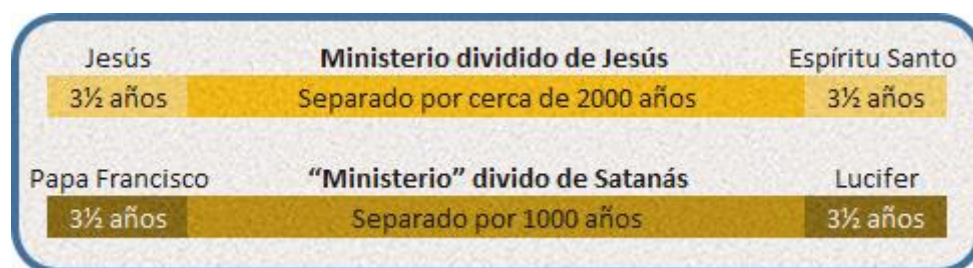 Jesús Ministerio dividido de Jesús Espíritu Santo
3½ años Separado por cerca de 2000 años 3½ años
Papa Francisco “Ministerio” divido de Satanás Lucifer
3½ años Separado por 1000 años 3½ años